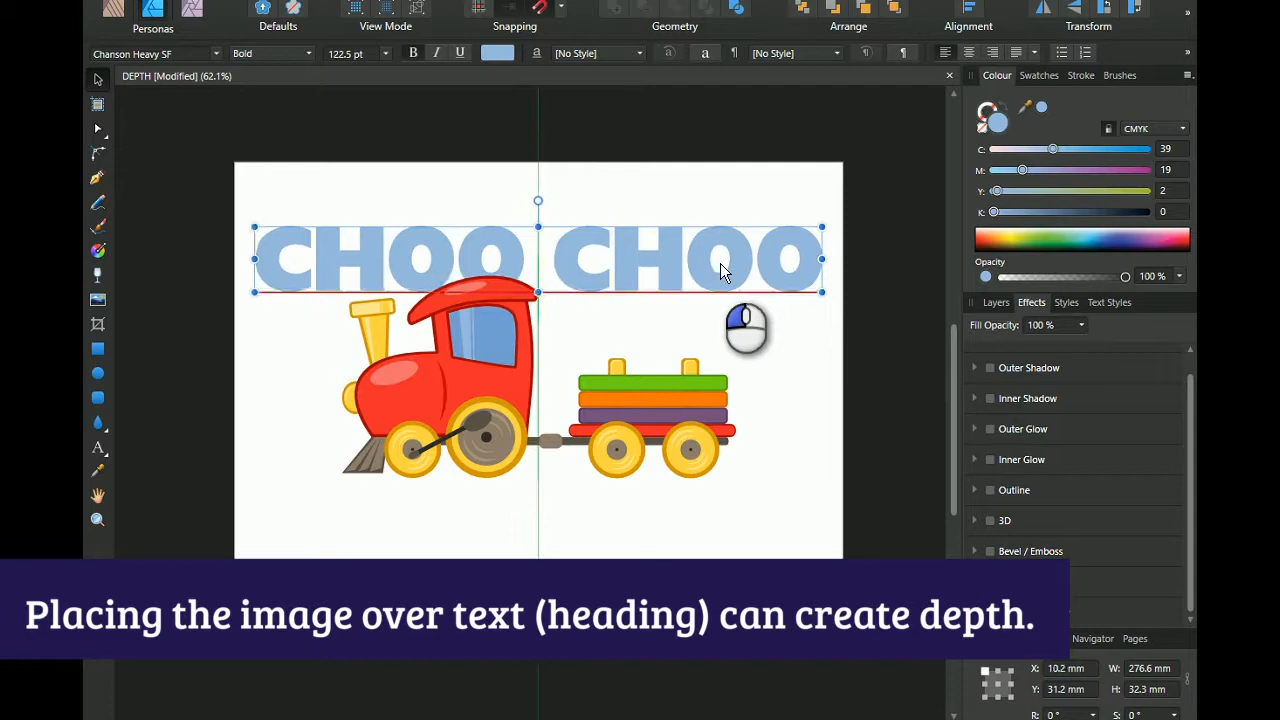 Personas
Defaults
View Mode
Snapping
Geometry
Arrange
Alignment
Transform
»
Chanson Heavy SF
Bold
122.5 pt
B
I
U
a
[No Style]
a
a
¶
[No Style]
¶
¶
»
DEPTH [Modified] (62.1%)
Colour
Swatches
Stroke
Brushes
CMYK
C:
39
M:
19
Y:
2
K:
0
Opacity
100 %
Layers
Effects
Styles
Text Styles
Fill Opacity:
100 %
Outer Shadow
Inner Shadow
Outer Glow
Inner Glow
Outline
3D
Bevel / Emboss
CHOO CHOO
A
Placing the image over text (heading) can create depth.
Navigator
Pages
X:
10.2 mm
W:
276.6 mm
Y:
31.2 mm
H:
32.3 mm
R:
0 °
S:
0 °